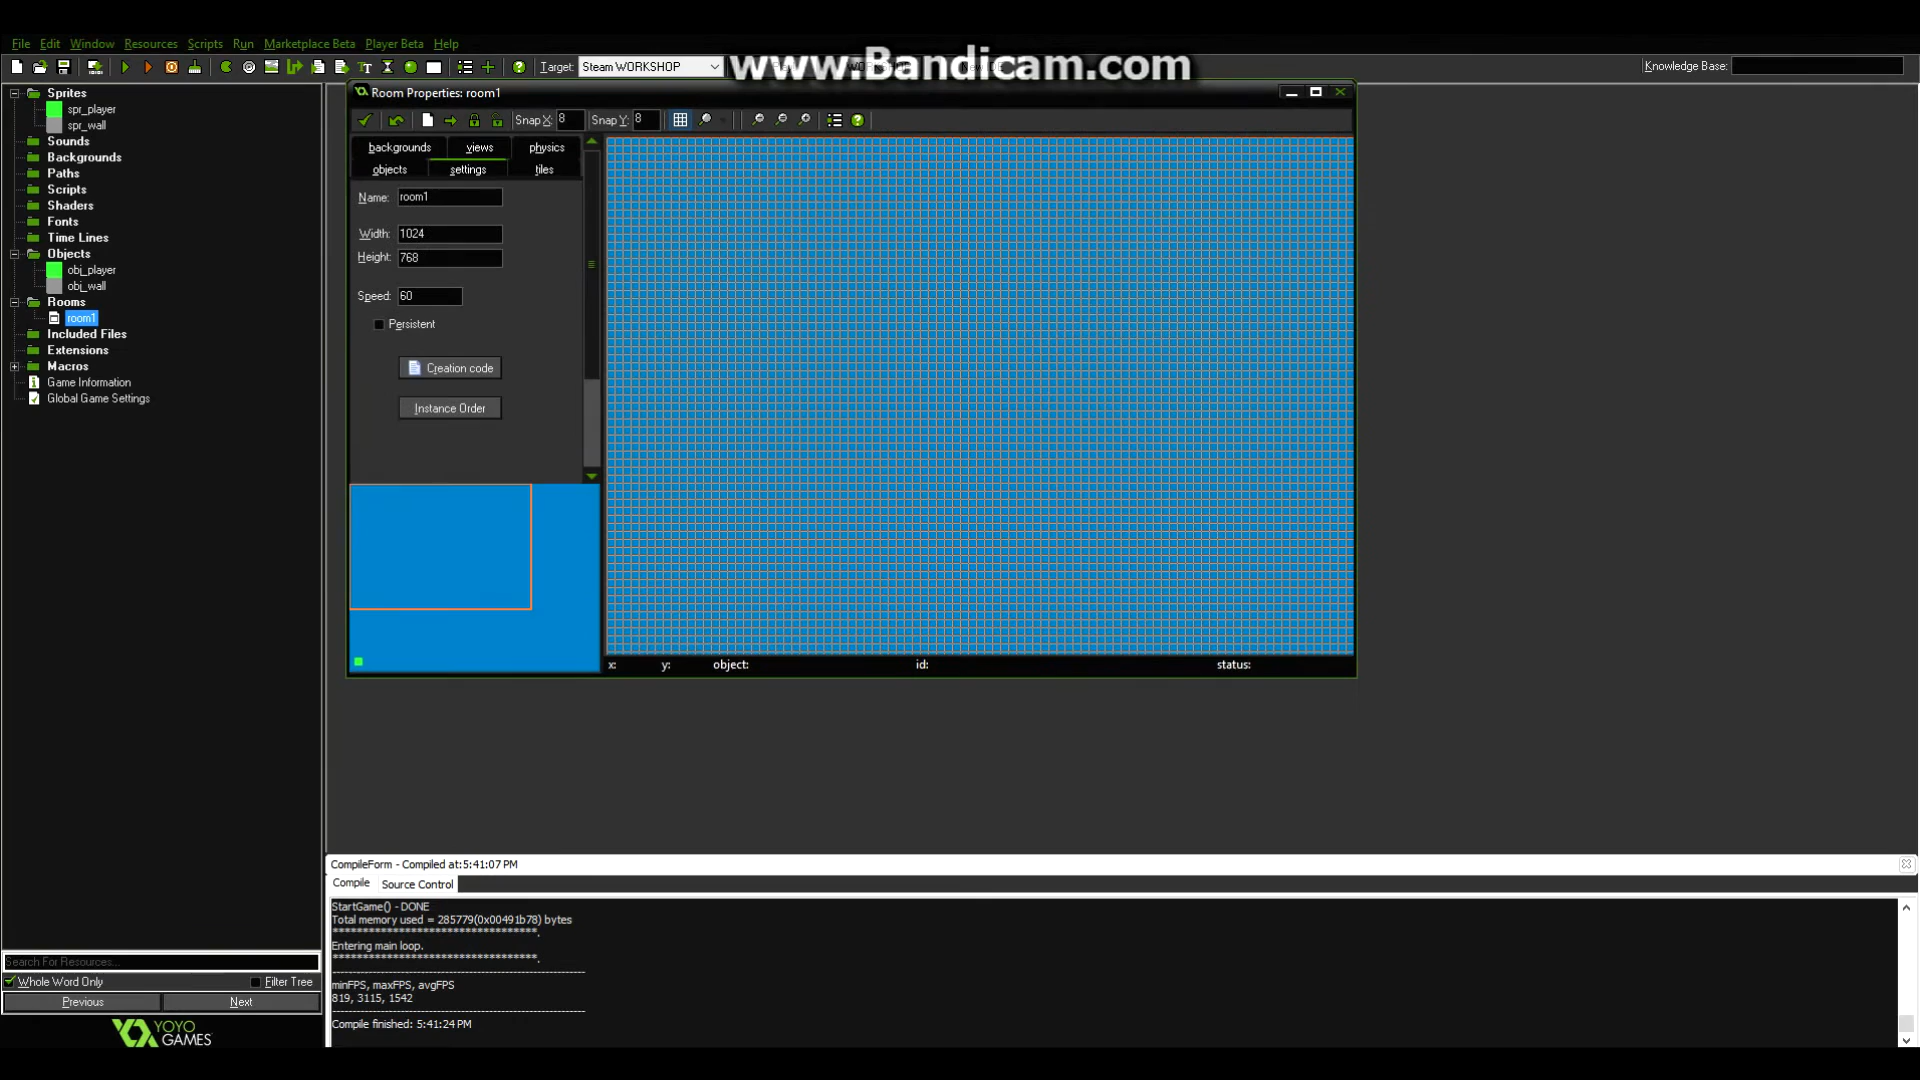 File Edit Window Resources Scripts Run Marketplace Beta Player Beta Help
Target: Steam WORKSHOP
www.Bandicam.com
Knowledge Base:
Room Properties: room1
Snap X: 8 Snap Y: 8
backgrounds views physics
objects settings tiles
Name: room1
Width: 1024
Height: 768
Speed: 60
Persistent
Creation code
Instance Order
x: y: object: id: status:
Sprites
spr_player
spr_wall
Sounds
Backgrounds
Paths
Scripts
Shaders
Fonts
Time Lines
Objects
obj_player
obj_wall
Rooms
room1
Included Files
Extensions
Macros
Game Information
Global Game Settings
Search For Resources...
Whole Word Only Filter Tree
Previous Next
YOYO
GAMES
CompileForm - Compiled at:5:41:07 PM
Compile Source Control
StartGame() - DONE
Total memory used = 285779(0x00491b78) bytes
**********************************.
Entering main loop.
**********************************.
---------------------------------------------------------------
minFPS, maxFPS, avgFPS
819, 3115, 1542
---------------------------------------------------------------
Compile finished: 5:41:24 PM